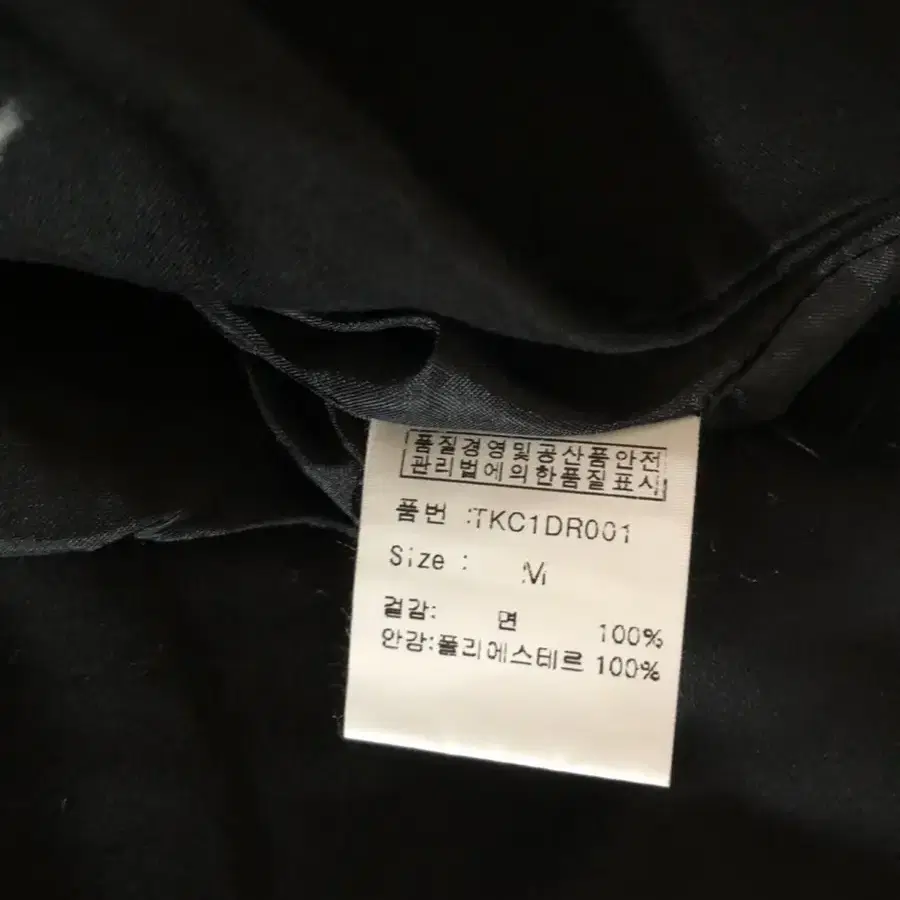 품질경영및공산품안전
관리법에의한품질표시
품번 :TKC1DR001
Size : M
겉감: 면 100%
안감:폴리에스테르 100%